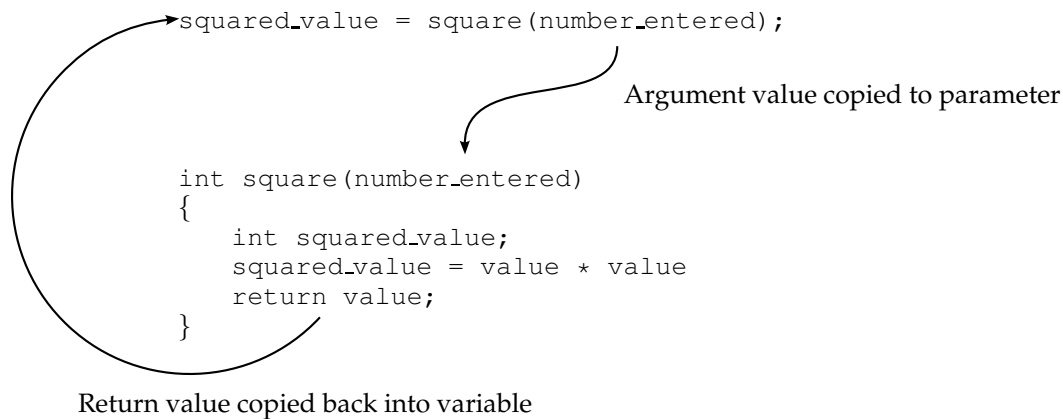 squared_value = square(number_entered);
Argument value copied to parameter
int square(number_entered)
{
int squared_value;
squared_value = value * value
return value;
}
Return value copied back into variable